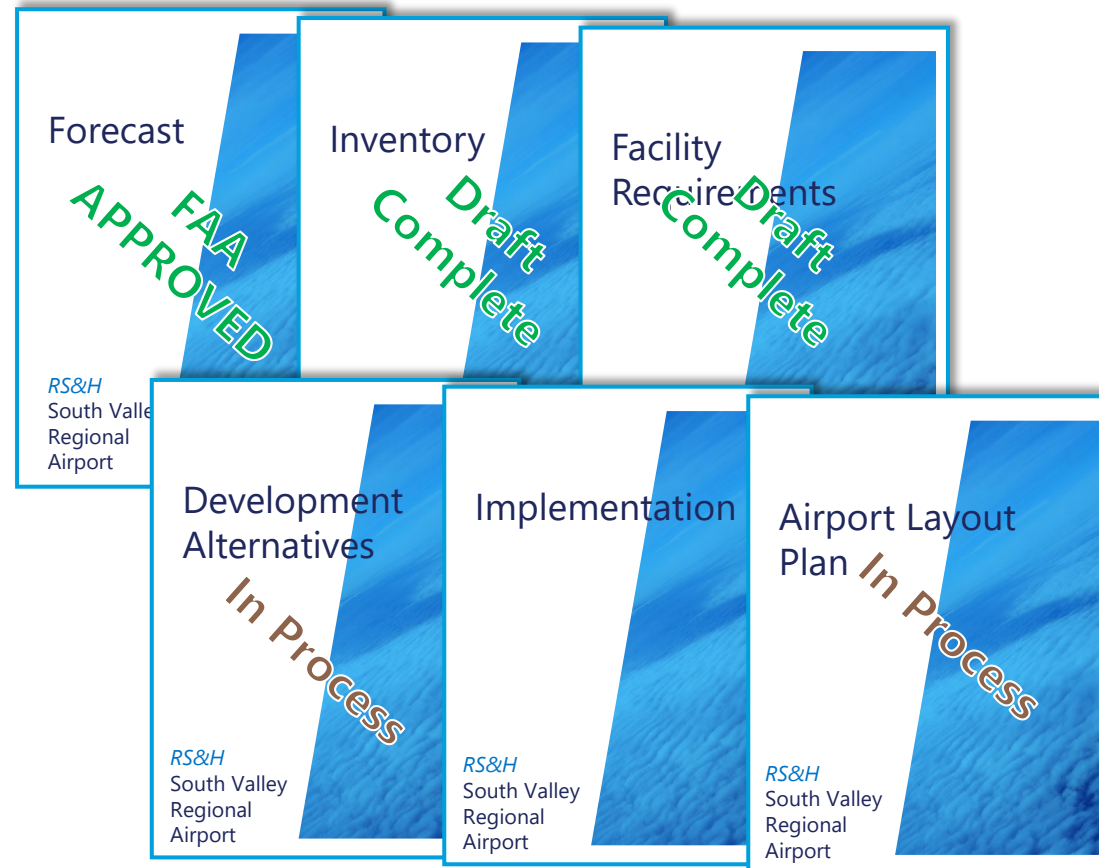 Forecast
FAA
APPROVED
RS&H
South Valle
Regional
Airport
Inventory
Draft
Complete
Facility
Requirements
Draft
Complete
Development
Alternatives
In Process
RS&H
South Valley
Regional
Airport
Implementation
RS&H
South Valley
Regional
Airport
Airport Layout
Plan
In Process
RS&H
South Valley
Regional
Airport